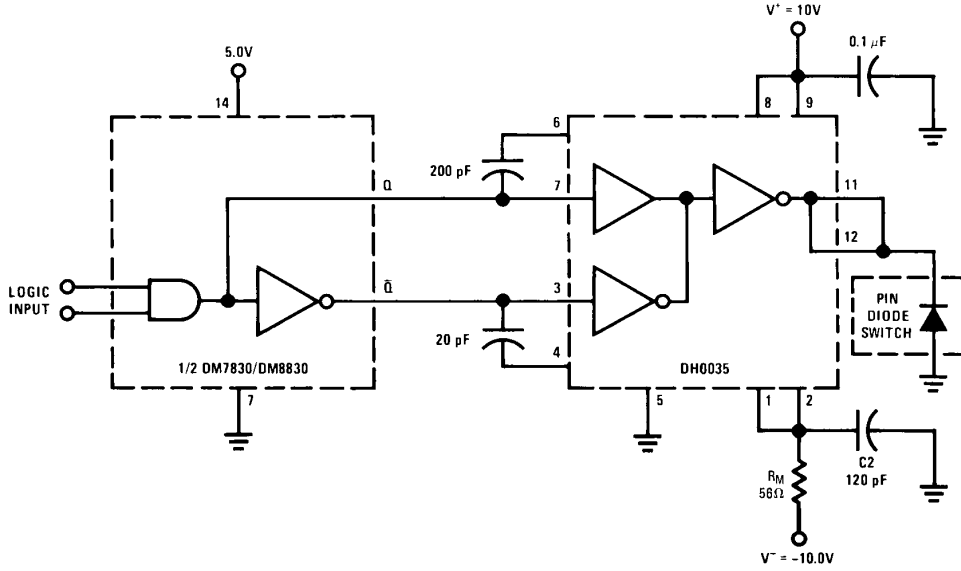 V+ = 10V
5.0V
0.1 μF
14
8
9
6
200 pF
7
Q
11
12
LOGIC
INPUT
Q̄
3
20 pF
4
PIN
DIODE
SWITCH
1/2 DM7830/DM8830
DH0035
7
5
1
2
C2
120 pF
RM
56Ω
V− = −10.0V